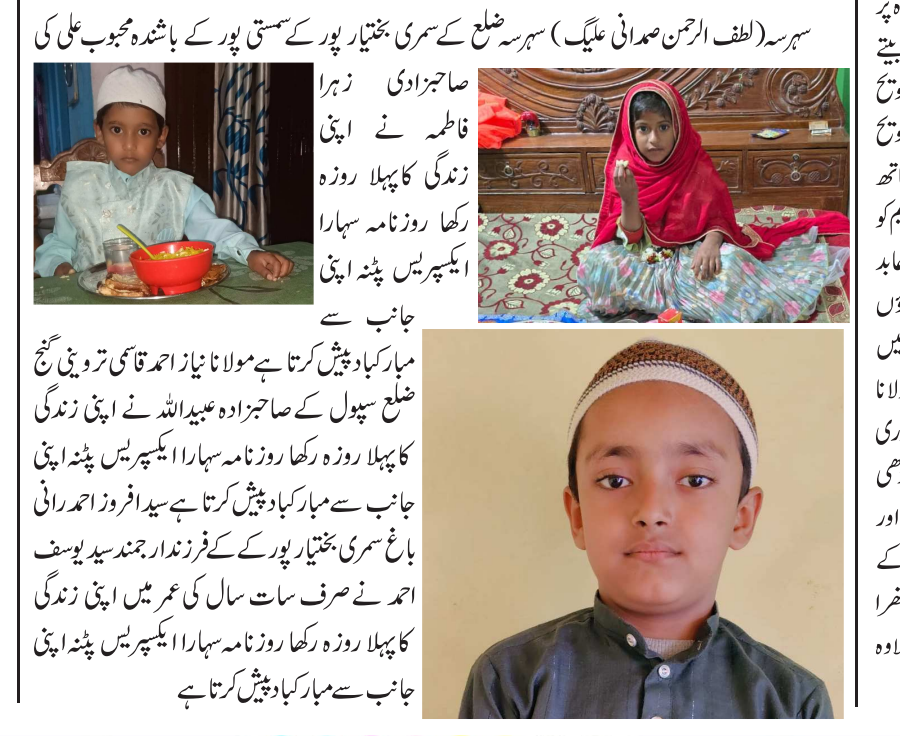 سہرسہ(لطف الرحمن صمدانی علیگ) سہرسہ ضلع کے سمری بختیار پور کے سمستی پور کے باشندہ محبوب علی کی
صاحبزادی زہرا
فاطمہ نے اپنی
زندگی کا پہلا روزہ
رکھا روزنامہ سہارا
ایکسپریس پٹنہ اپنی
جانب سے
مبارکباد پیش کرتا ہے مولانا نیاز احمد قاسمی تروینی گنج
ضلع سپول کے صاحبزادہ عبیداللہ نے اپنی زندگی
کا پہلا روزہ رکھا روزنامہ سہارا ایکسپریس پٹنہ اپنی
جانب سے مبارکباد پیش کرتا ہے سید افروز احمد رانی
باغ سمری بختیار پور کے کے فرزند ارجمند سید یوسف
احمد نے صرف سات سال کی عمر میں اپنی زندگی
کا پہلا روزہ رکھا روزنامہ سہارا ایکسپریس پٹنہ اپنی
جانب سے مبارکباد پیش کرتا ہے